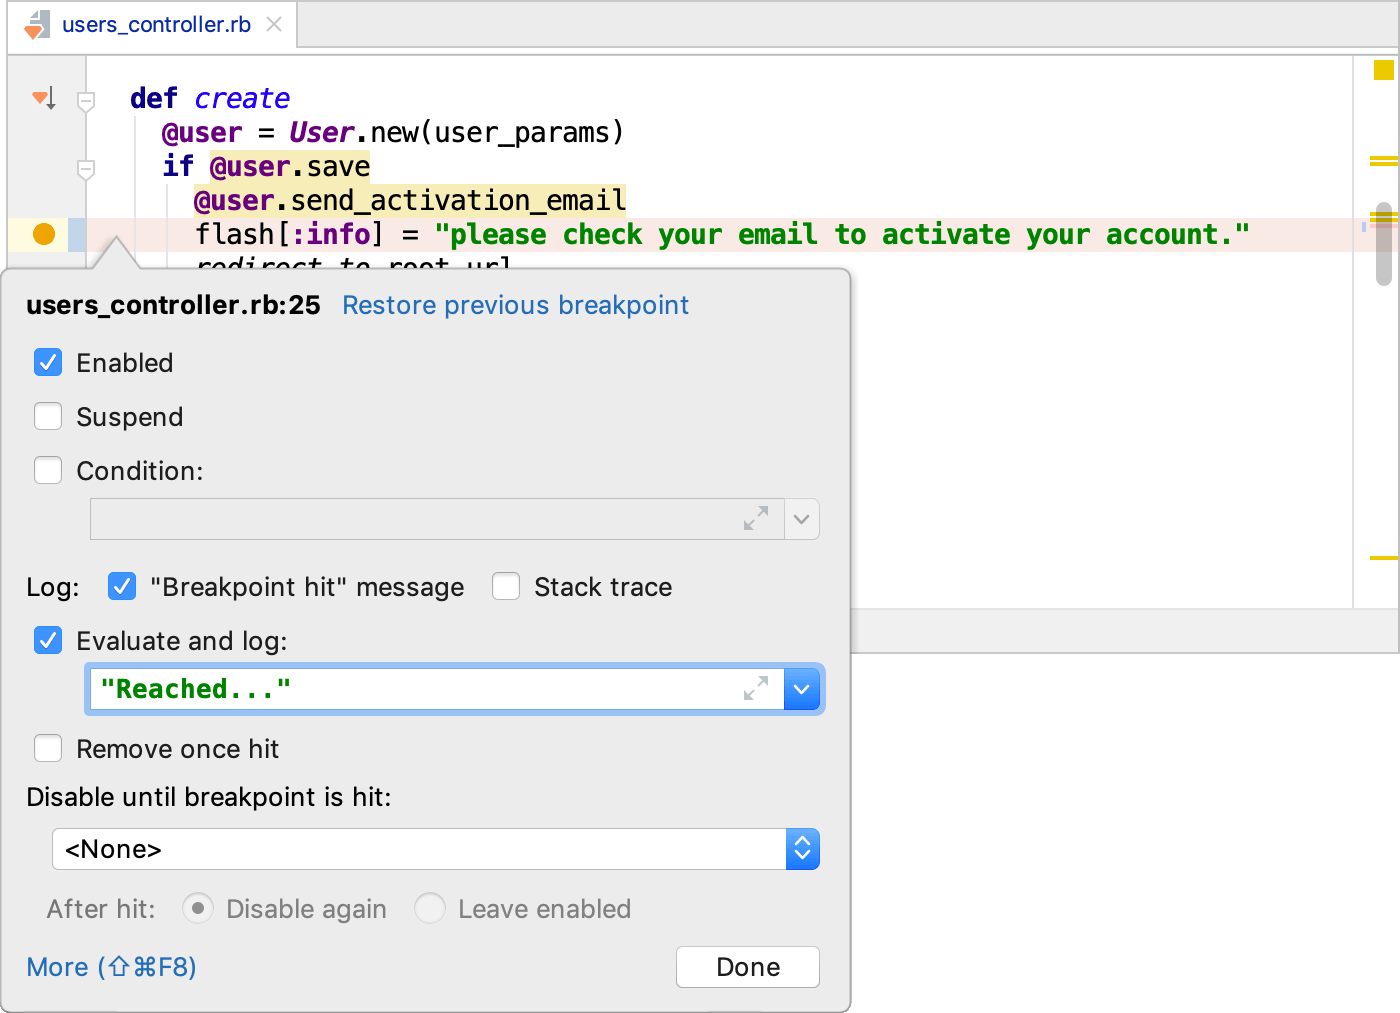 users_controller.rb
def create
@user = User.new(user_params)
if @user.save
@user.send_activation_email
flash[:info] = "please check your email to activate your account."
redirect_to root_url
users_controller.rb:25 Restore previous breakpoint
Enabled
Suspend
Condition:
Log: "Breakpoint hit" message Stack trace
Evaluate and log:
"Reached..."
Remove once hit
Disable until breakpoint is hit:
<None>
After hit: Disable again Leave enabled
More (⇧⌘F8) Done